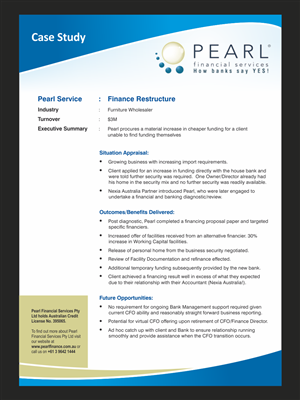 Case Study
PEARL®
financial services
How banks say YES!
Pearl Service : Finance Restructure
Industry : Furniture Wholesaler
Turnover : $3M
Executive Summary : Pearl procures a material increase in cheaper funding for a client
unable to find funding themselves
Situation Appraisal:
• Growing business with increasing import requirements.
• Client applied for an increase in funding directly with the house bank and
were told further security was required. One Owner/Director already had
his home in the security mix and no further security was readily available.
• Nexia Australia Partner introduced Pearl, who were later engaged to
undertake a financial and banking diagnostic/review
Outcomes/Benefits Delivered:
• Post diagnostic, Pearl completed a financing proposal paper and targeted
specific financiers.
• Increased offer of facilities received from an alternative financier. 30%
increase in Working Capital facilities.
• Release of personal home from the business security negotiated.
• Review of Facility Documentation and refinance effected.
• Additional temporary funding subsequently provided by the new bank.
• Client achieved a financing result well in excess of what they expected
due to their relationship with their Accountant (Nexia Australia!).
Future Opportunities:
• No requirement for ongoing Bank Management support required given
current CFO ability and reasonably straight forward business reporting.
• Potential for virtual CFO offering upon retirement of CFO/Finance Director.
• Ad hoc catch up with client and Bank to ensure relationship running
smoothly and provide assistance when the CFO transition occurs.
Pearl Financial Services Pty
Ltd holds Australian Credit
License No.
To find out more about Pearl
Financial Services Pty Ltd visit
our website at
www.pearlfinance.com.au or
call us on +61 3 9642 1444